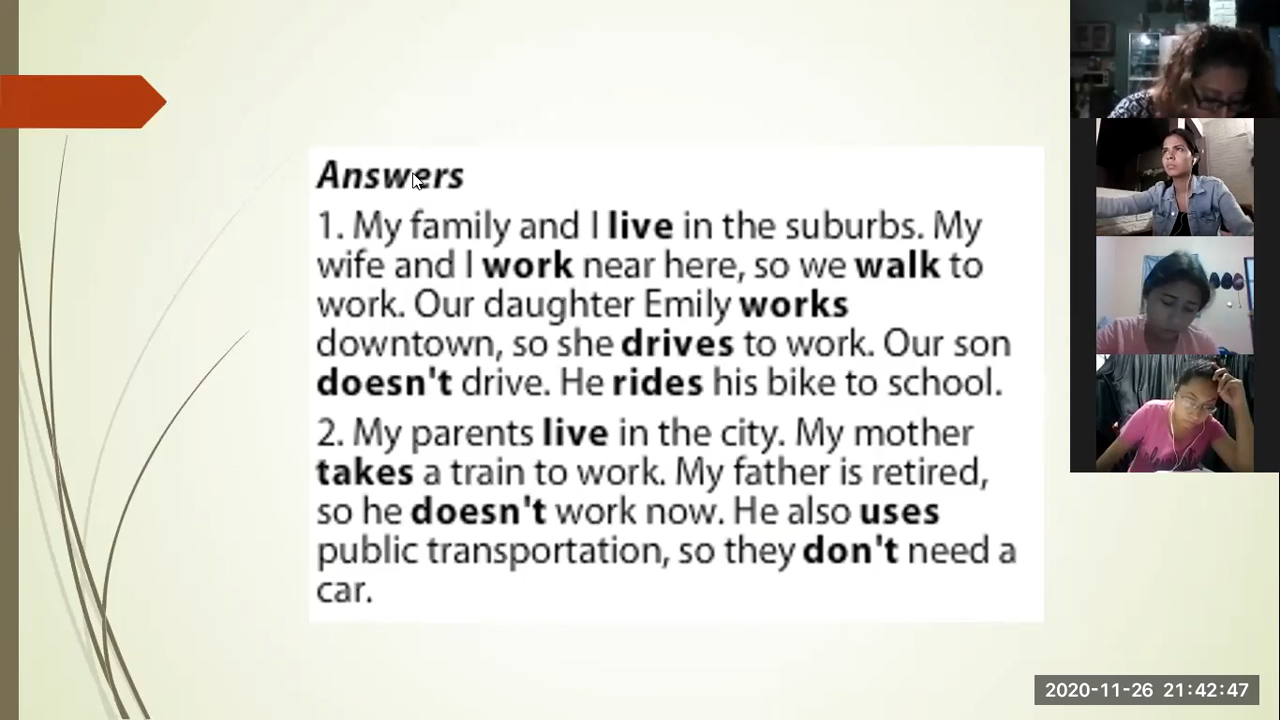 Answers
1. My family and I live in the suburbs. My
wife and I work near here, so we walk to
work. Our daughter Emily works
downtown, so she drives to work. Our son
doesn't drive. He rides his bike to school.
2. My parents live in the city. My mother
takes a train to work. My father is retired,
so he doesn't work now. He also uses
public transportation, so they don't need a
car.
2020-11-26 21:42:47